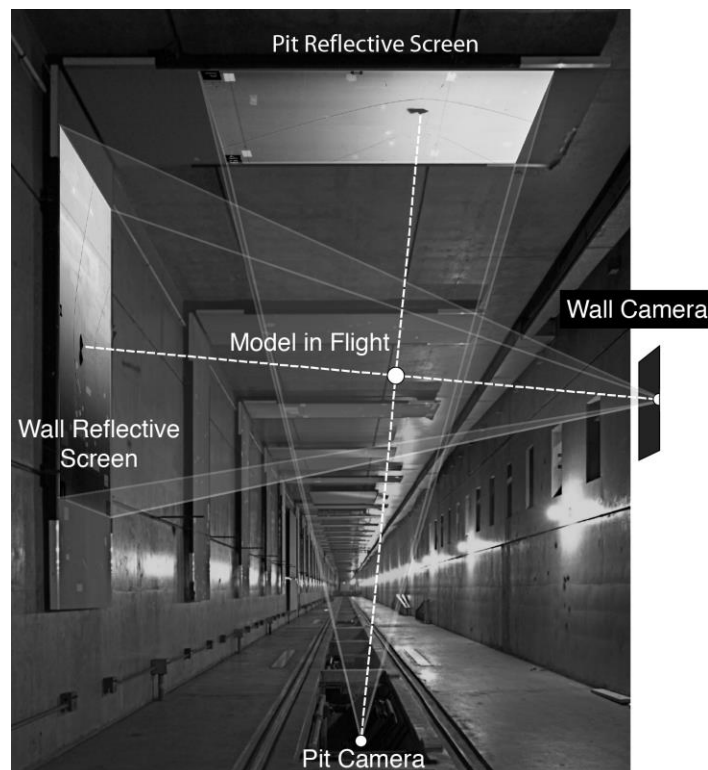 Pit Reflective Screen
Wall Camera
Model in Flight
Wall Reflective
Screen
Pit Camera